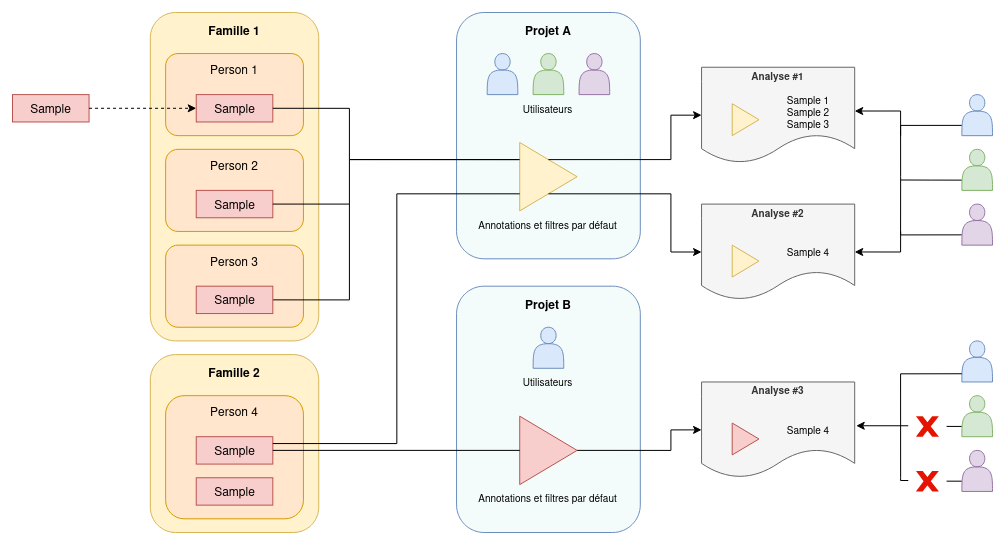 Sample
Famille 1
Person 1
Sample
Person 2
Sample
Person 3
Sample
Famille 2
Person 4
Sample
Sample
Projet A
Utilisateurs
Annotations et filtres par défaut
Projet B
Utilisateurs
Annotations et filtres par défaut
Analyse #1
Sample 1
Sample 2
Sample 3
Analyse #2
Sample 4
Analyse #3
Sample 4
X
X